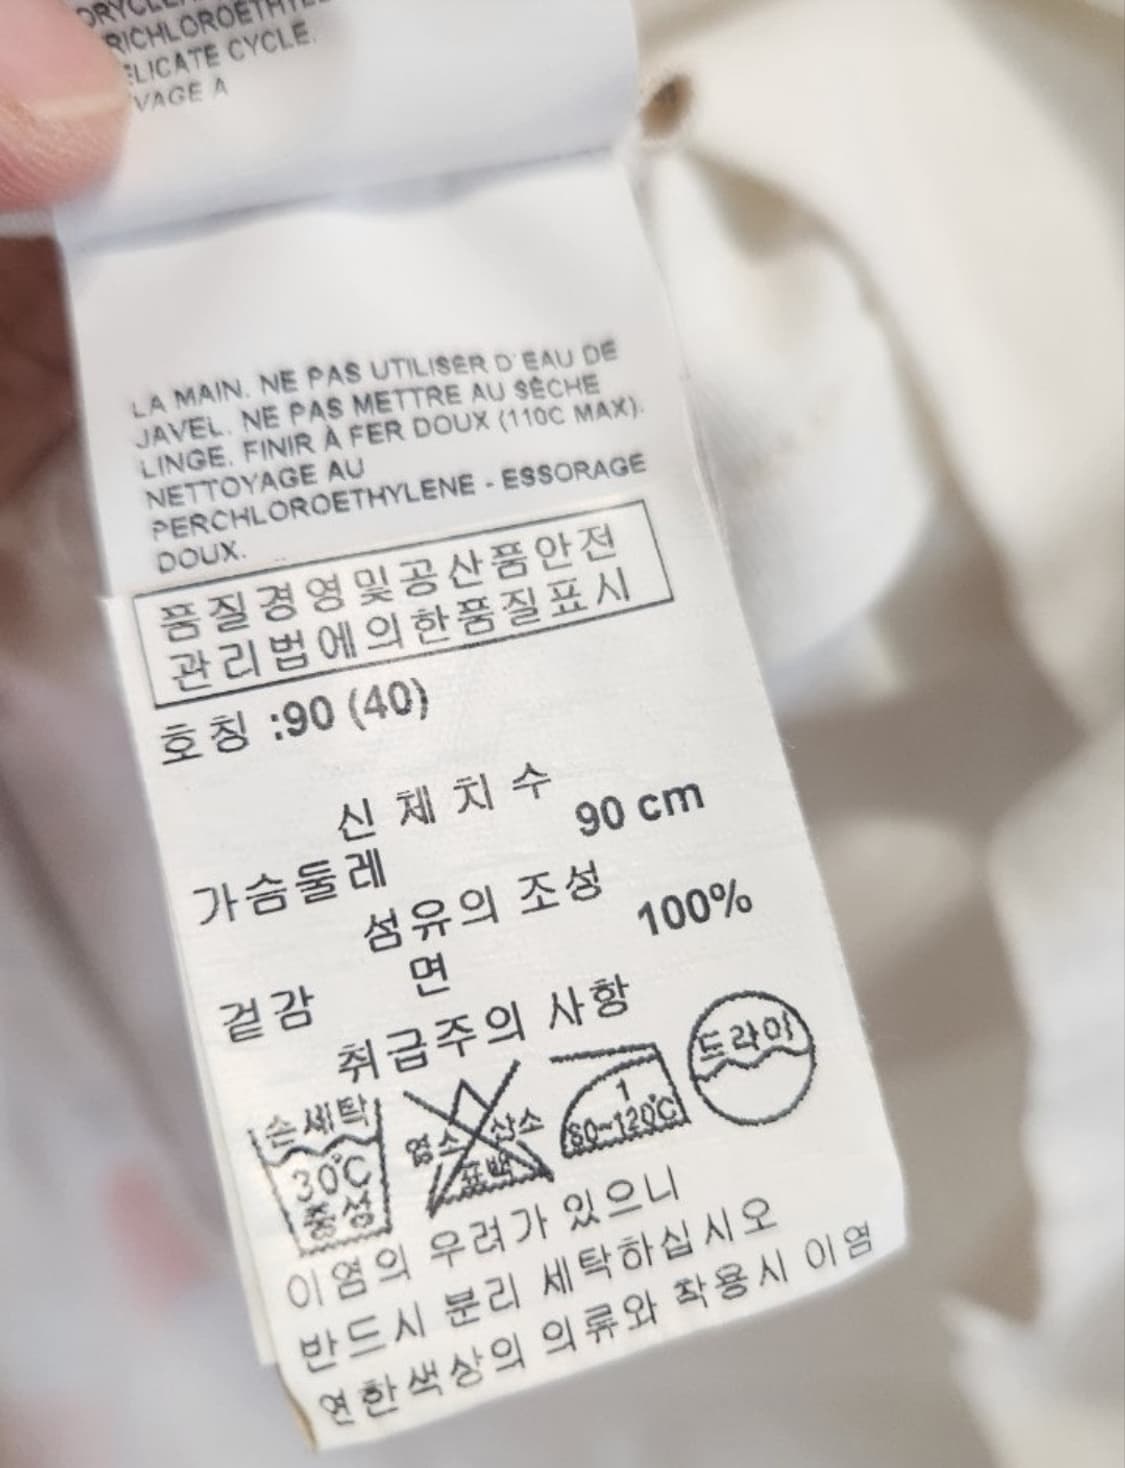 RICHLOROETHYLE
LICATE CYCLE.
VAGE A
LA MAIN. NE PAS UTILISER D'EAU DE
JAVEL. NE PAS METTRE AU SÈCHE
LINGE. FINIR À FER DOUX (110C MAX).
NETTOYAGE AU
PERCHLOROETHYLENE - ESSORAGE
DOUX.
품질경영및공산품안전
관리법에의한품질표시
호칭 :90 (40)
신체치수
가슴둘레 90 cm
섬유의 조성
겉감 면 100%
취급주의 사항
손세탁
30℃
중성
염소 산소
표백
1
80~120℃
드라이
이염의 우려가 있으니
반드시 분리 세탁하십시오
연한색상의 의류와 착용시 이염